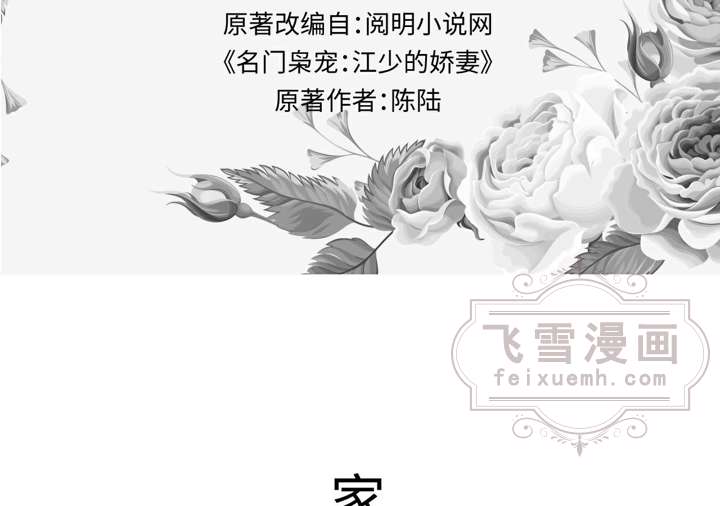 原著改编自：阅明小说网
《名门枭宠：江少的娇妻》
原著作者：陈陆
飞雪漫画
feixuemh.com
家